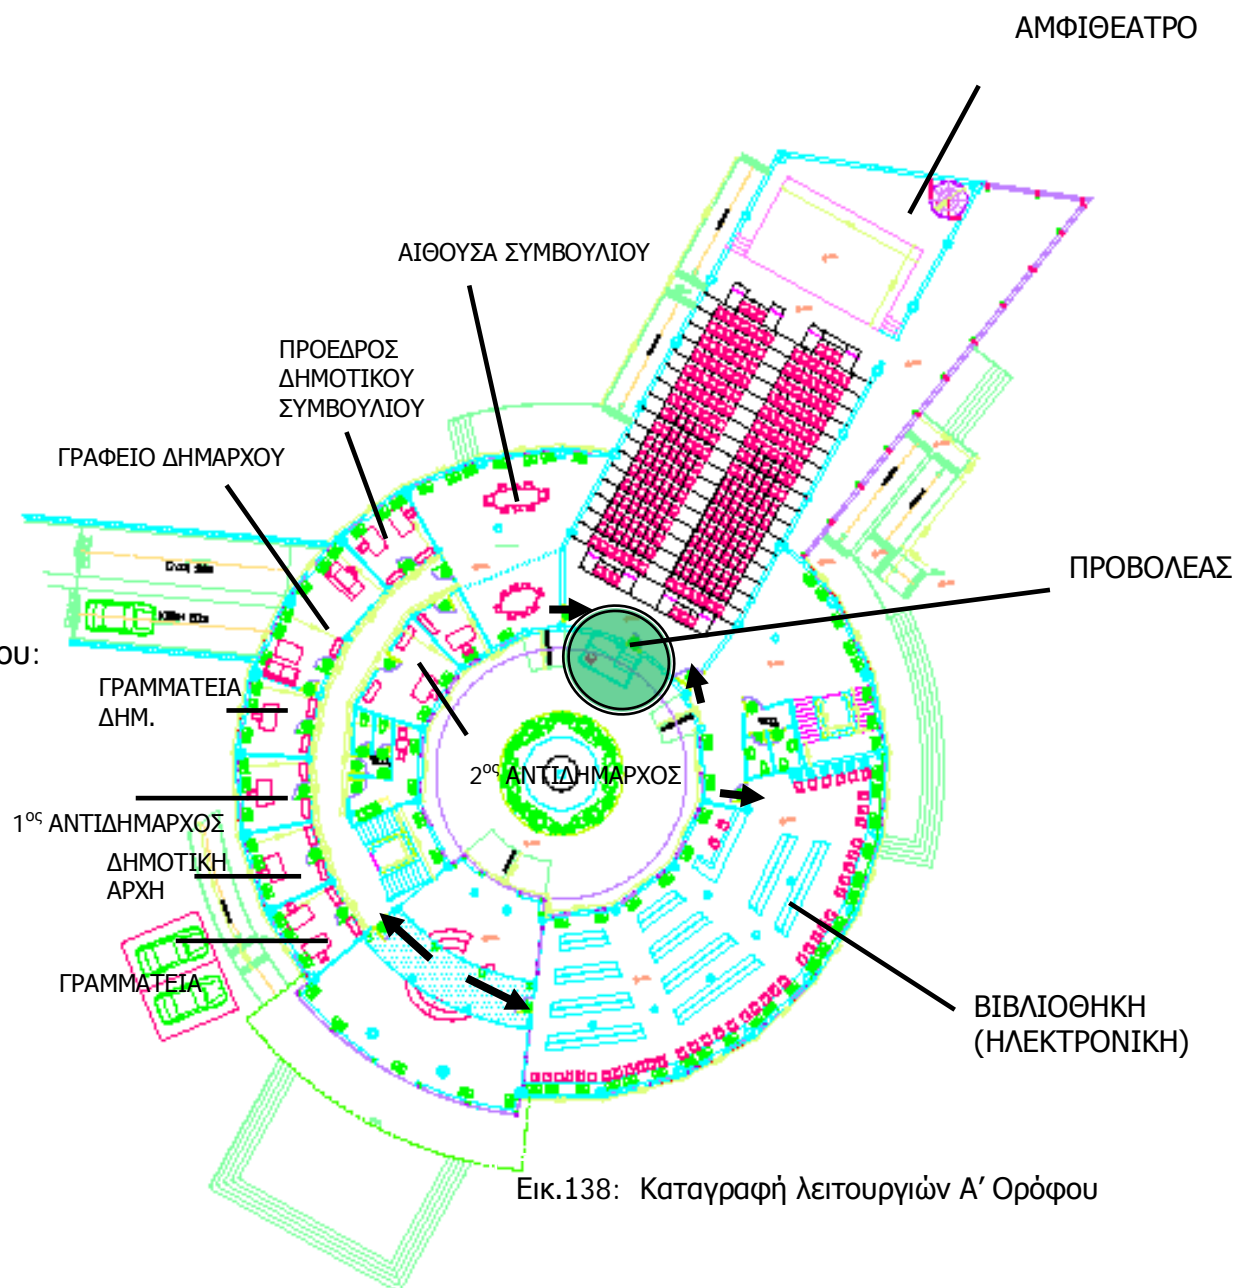 ΑΜΦΙΘΕΑΤΡΟ
ΑΙΘΟΥΣΑ ΣΥΜΒΟΥΛΙΟΥ
ΠΡΟΕΔΡΟΣ
ΔΗΜΟΤΙΚΟΥ
ΣΥΜΒΟΥΛΙΟΥ
ΓΡΑΦΕΙΟ ΔΗΜΑΡΧΟΥ
ΠΡΟΒΟΛΕΑΣ
ου:
ΓΡΑΜΜΑΤΕΙΑ
ΔΗΜ.
2ος ΑΝΤΙΔΗΜΑΡΧΟΣ
1ος ΑΝΤΙΔΗΜΑΡΧΟΣ
ΔΗΜΟΤΙΚΗ
ΑΡΧΗ
ΓΡΑΜΜΑΤΕΙΑ
ΒΙΒΛΙΟΘΗΚΗ
(ΗΛΕΚΤΡΟΝΙΚΗ)
Εικ.138: Καταγραφή λειτουργιών Α’ Ορόφου